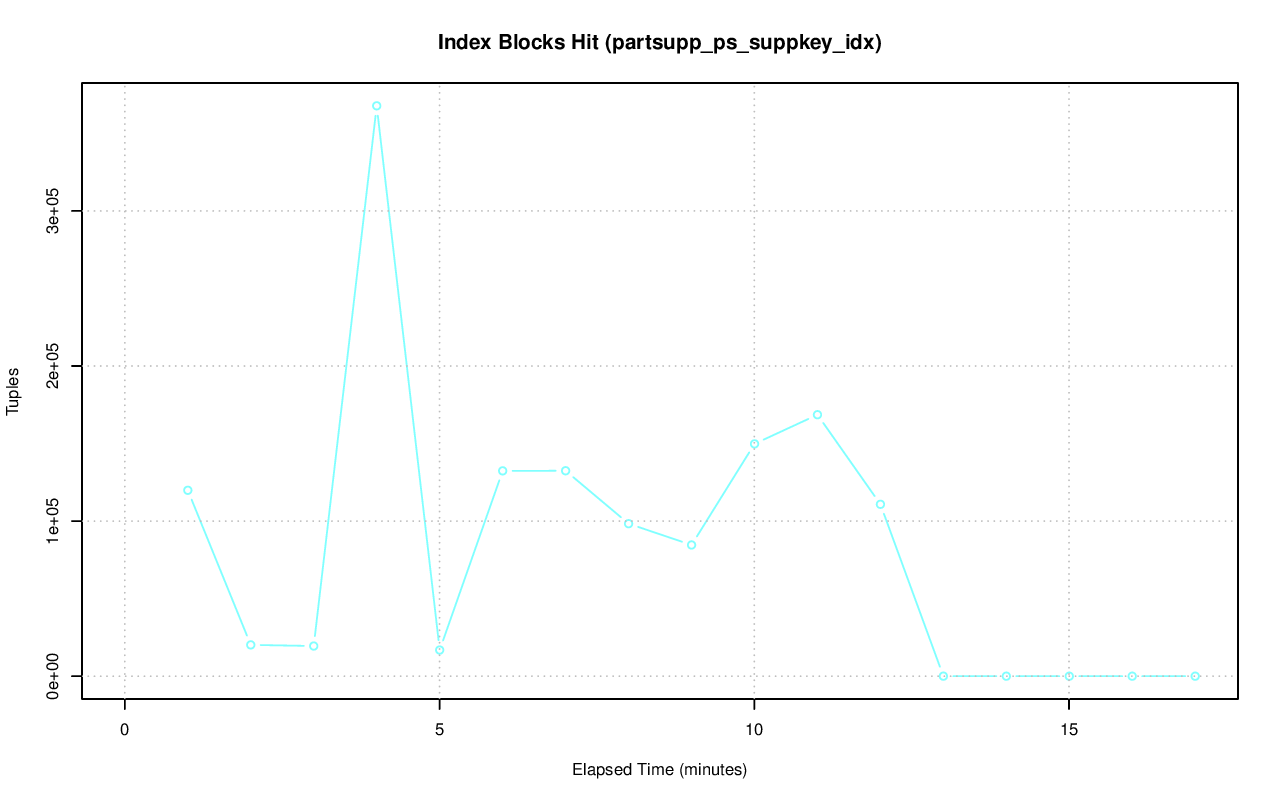 Index Blocks Hit (partsupp_ps_suppkey_idx)
Tuples
3e+05
2e+05
1e+05
0e+00
0
5
10
15
Elapsed Time (minutes)